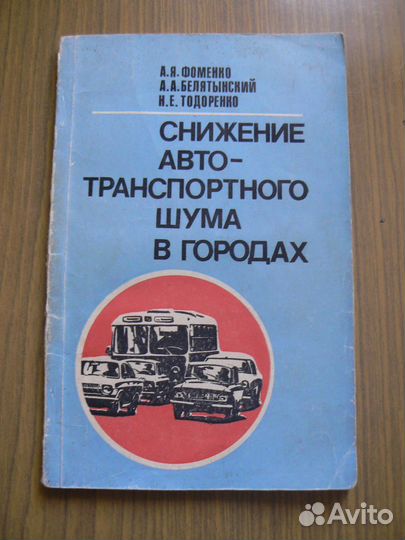 А.Я. ФОМЕНКО
А.А. БЕЛЯТЫНСКИЙ
Н.Е. ТОДОРЕНКО
СНИЖЕНИЕ
АВТО-
ТРАНСПОРТНОГО
ШУМА
В ГОРОДАХ
Avito